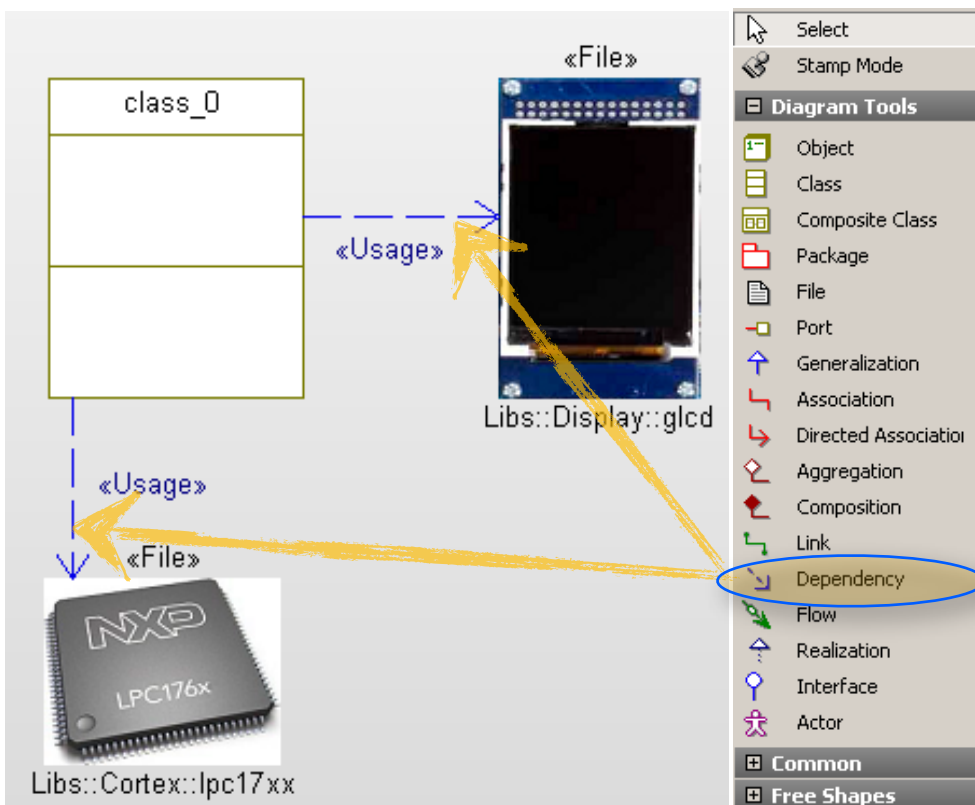 class_0
«File»
«Usage»
Libs::Display::glcd
«Usage»
«File»
NXP
LPC176x
Libs::Cortex::lpc17xx
Select
Stamp Mode
Diagram Tools
Object
Class
Composite Class
Package
File
Port
Generalization
Association
Directed Association
Aggregation
Composition
Link
Dependency
Flow
Realization
Interface
Actor
Common
Free Shapes